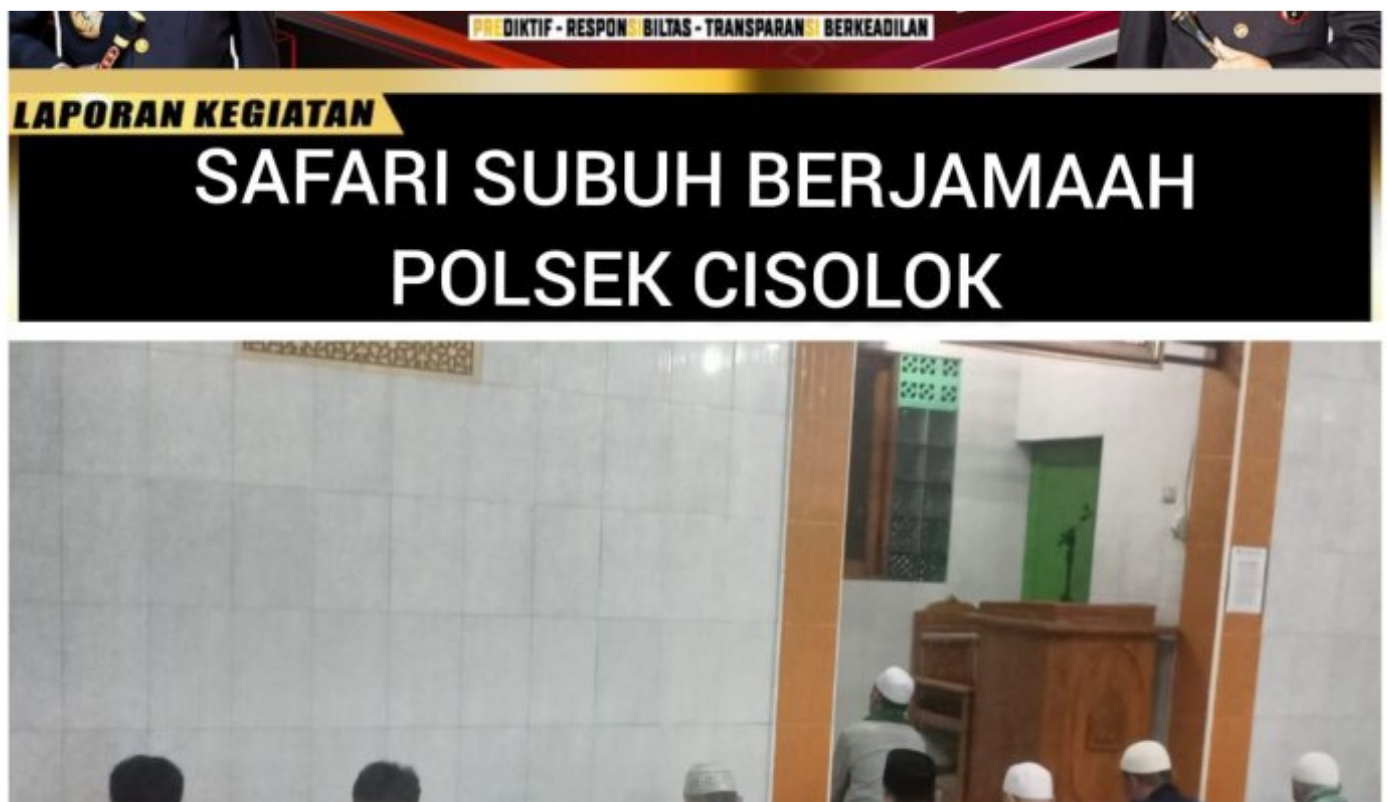 PREDIKTIF - RESPONSIBILTAS - TRANSPARANSI BERKEADILAN
LAPORAN KEGIATAN
SAFARI SUBUH BERJAMAAH
POLSEK CISOLOK